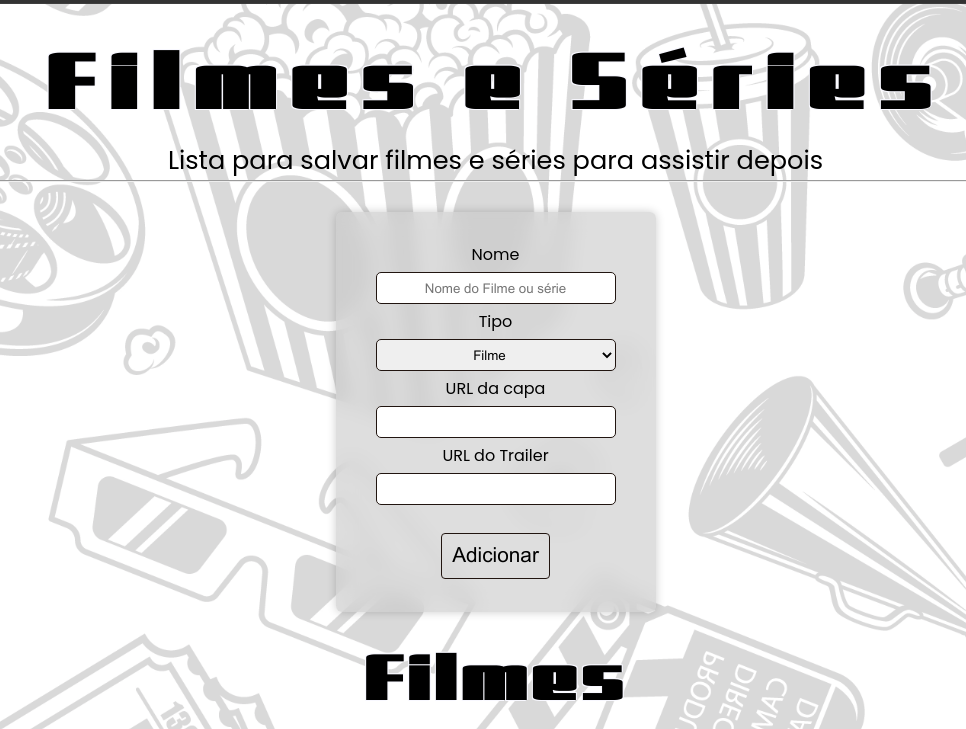 Filmes e Séries
Lista para salvar filmes e séries para assistir depois
Nome
Nome do Filme ou série
Tipo
Filme
URL da capa
URL do Trailer
Adicionar
Filmes